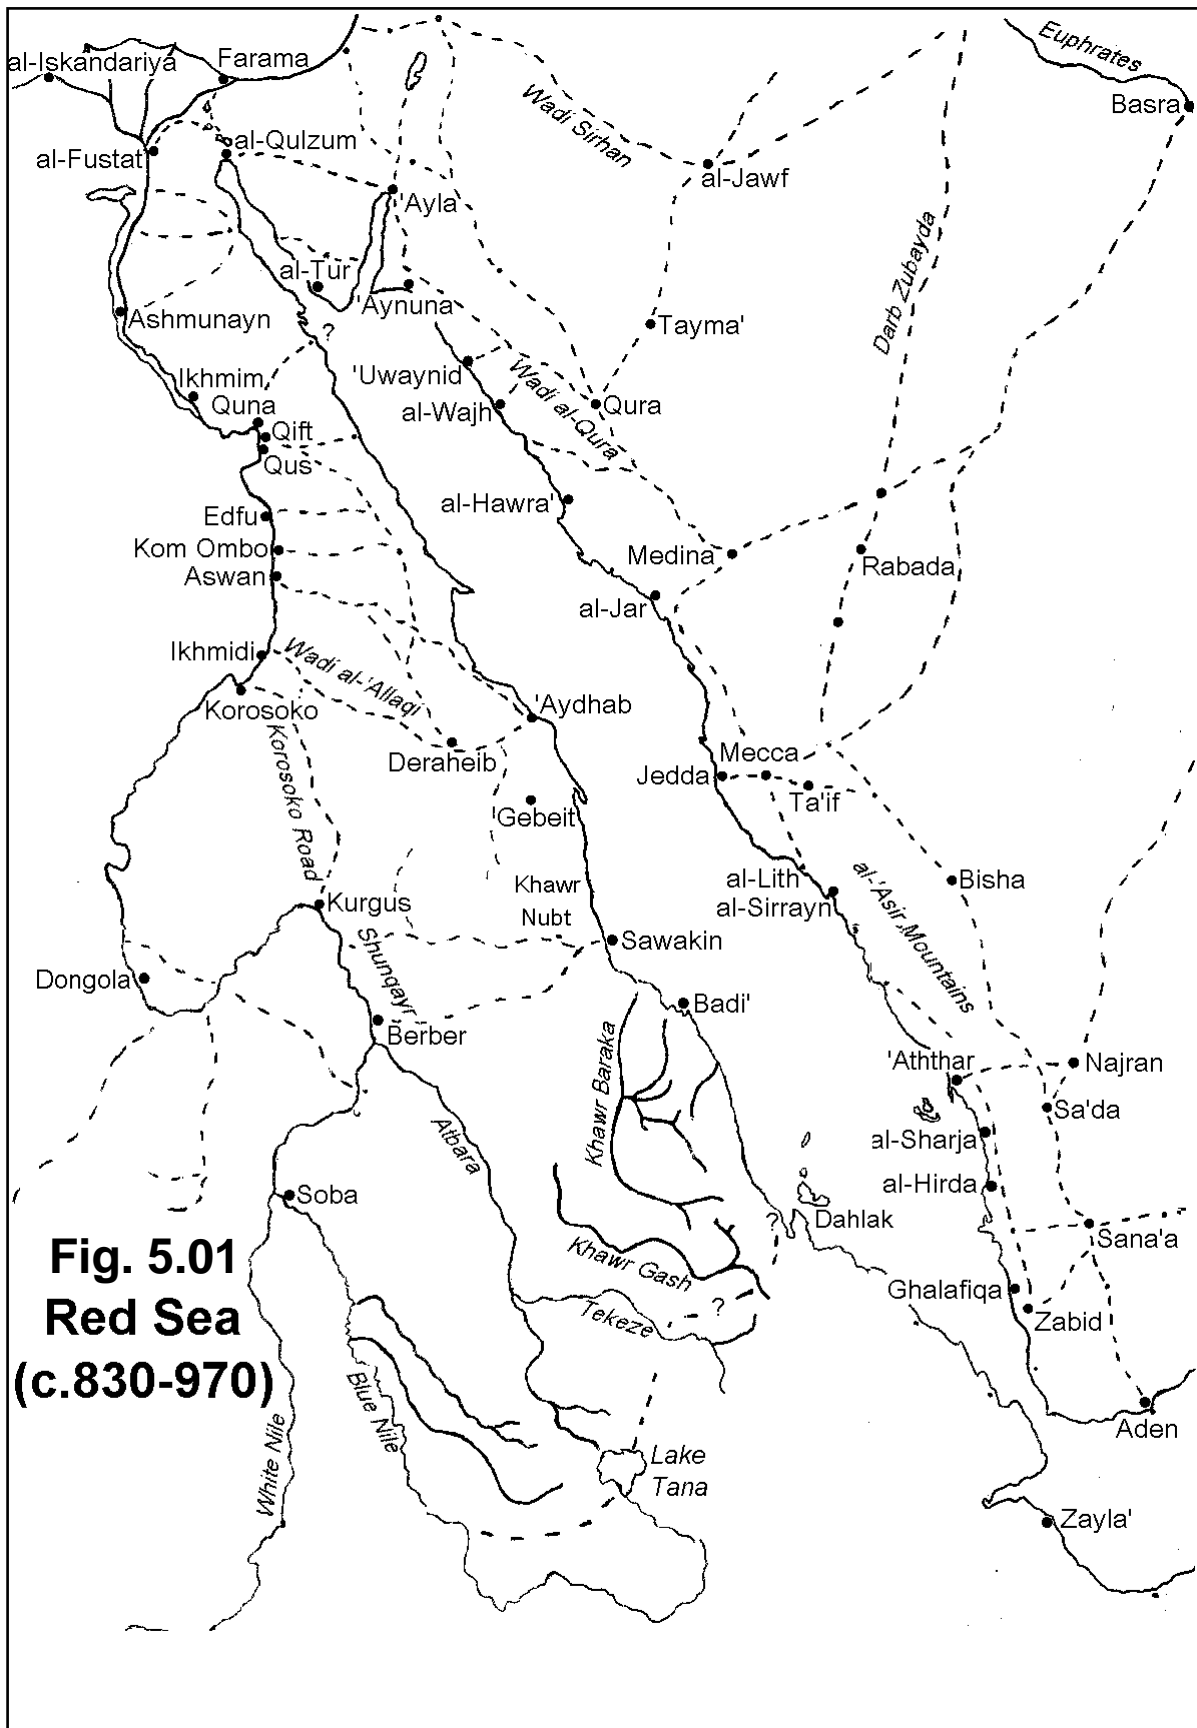 Euphrates
al-Iskandariya
Farama
Wadi Sirhan
Basra
al-Fustat
al-Qulzum
al-Jawf
'Ayla
Darb Zubayda
al-Tur
'Aynuna
Ashmunayn
?
Tayma'
'Uwaynid
Wadi al-Qura
Ikhmim
Quna
al-Wajh
Qura
Qift
Qus
al-Hawra'
Edfu
Kom Ombo
Medina
Rabada
Aswan
al-Jar
Ikhmidi
Wadi al-'Allaqi
Korosoko
'Aydhab
Korosoko Road
Deraheib
Mecca
Jedda
Ta'if
'Gebeit
Khawr
Nubt
al-Lith
al-Sirrayn
al-'Asir Mountains
Bisha
Kurgus
Shunqayr
Sawakin
Dongola
Badi'
Berber
Khawr Baraka
'Aththar
Najran
Sa'da
Atbara
al-Sharja
al-Hirda
Soba
Dahlak
?
Sana'a
Fig. 5.01
Red Sea
(c.830-970)
Khawr Gash
Ghalafiqa
?
Tekeze
Zabid
Blue Nile
White Nile
Aden
Lake
Tana
Zayla'